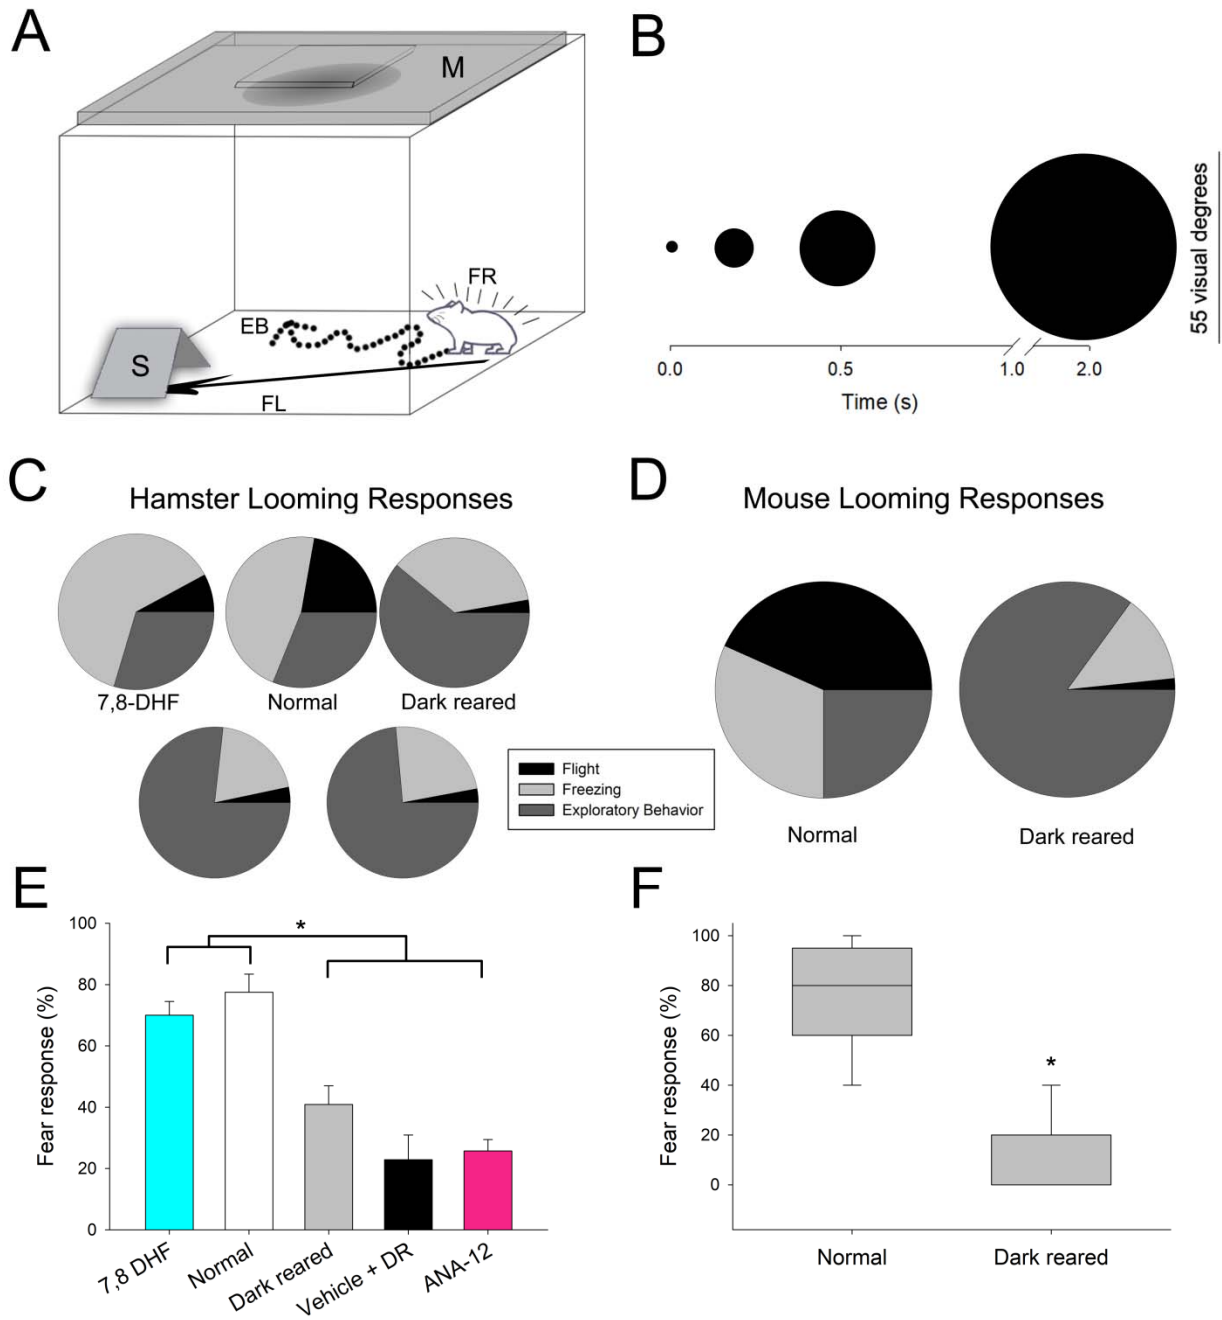 A
M
FR
EB
S
FL
B
55 visual degrees
0.0 0.5 1.0 2.0
Time (s)
C
Hamster Looming Responses
7,8-DHF Normal Dark reared
Flight
Freezing
Exploratory Behavior
D
Mouse Looming Responses
Normal Dark reared
E
*
Fear response (%)
100
80
60
40
20
0
7,8 DHF Normal Dark reared Vehicle + DR ANA-12
F
Fear response (%)
100
80
60
40
20
0
*
Normal Dark reared